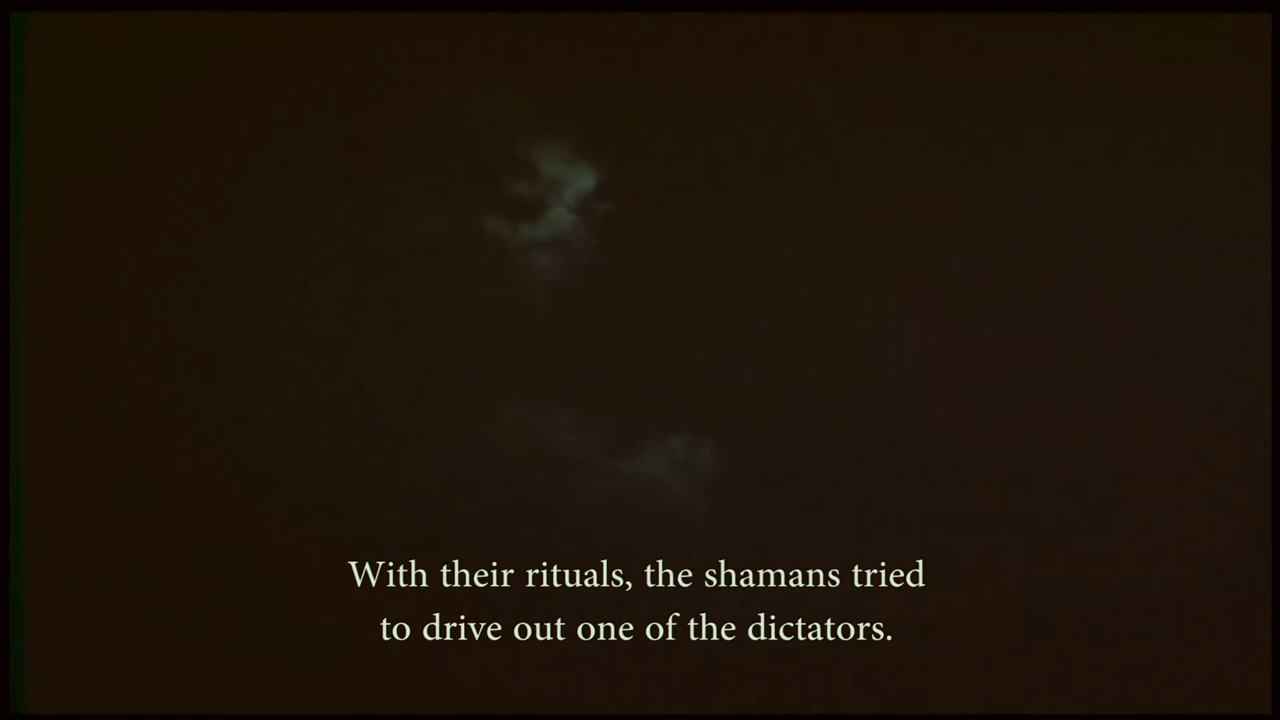 With their rituals, the shamans tried
to drive out one of the dictators.